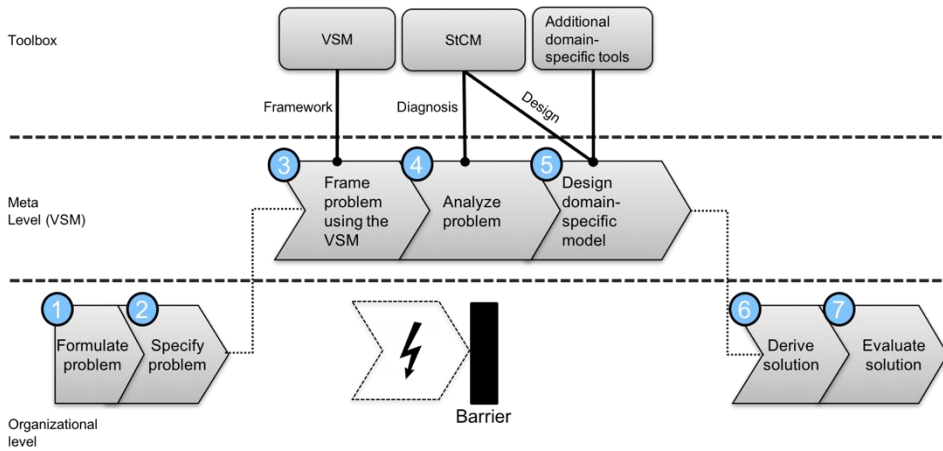 Toolbox
VSM
StCM
Additional
domain-
specific tools
Framework
Diagnosis
Design
Meta
Level (VSM)
3
Frame
problem
using the
VSM
4
Analyze
problem
5
Design
domain-
specific
model
Organizational
level
1
Formulate
problem
2
Specify
problem
Barrier
6
Derive
solution
7
Evaluate
solution